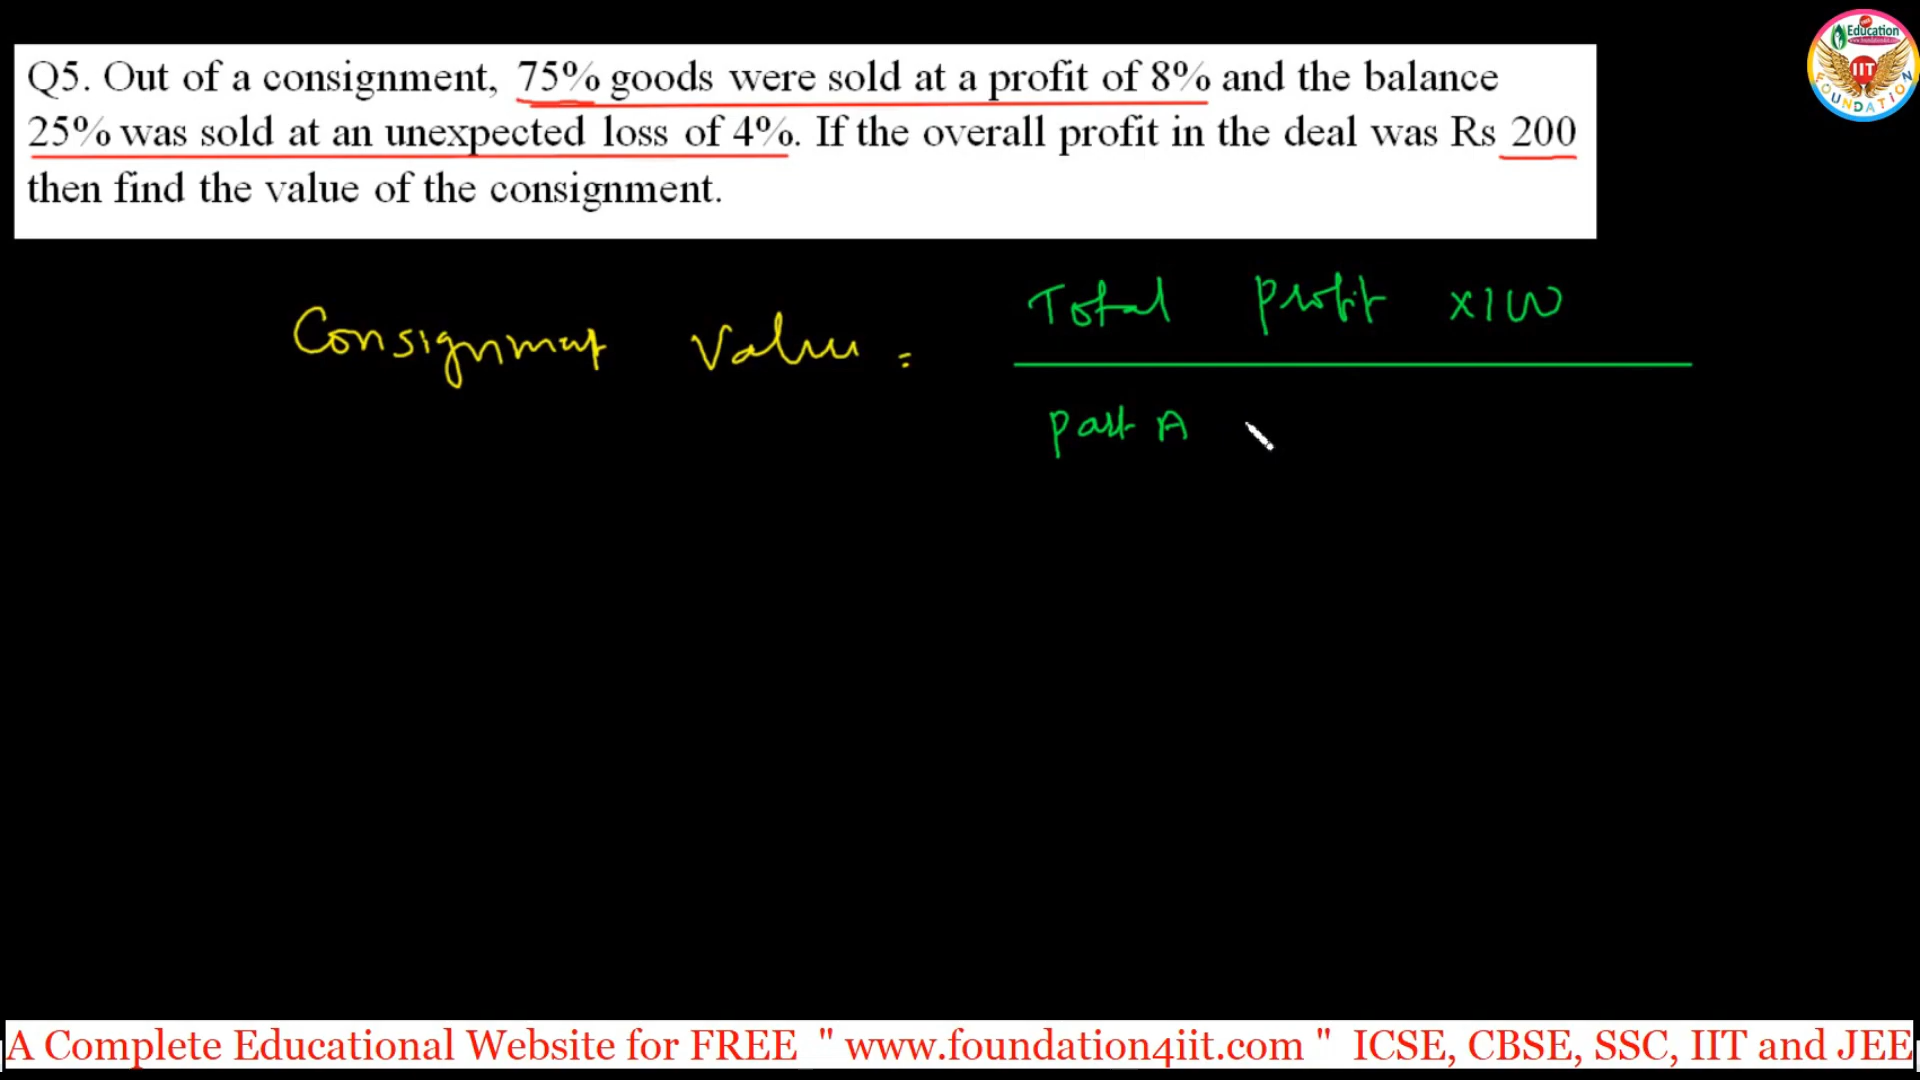 Education
IIT
FOUNDATION
Q5. Out of a consignment, 75% goods were sold at a profit of 8% and the balance
25% was sold at an unexpected loss of 4%. If the overall profit in the deal was Rs 200
then find the value of the consignment.
Total profit x100
Consignment Value =
part A
A Complete Educational Website for FREE " www.foundation4iit.com " ICSE, CBSE, SSC, IIT and JEE